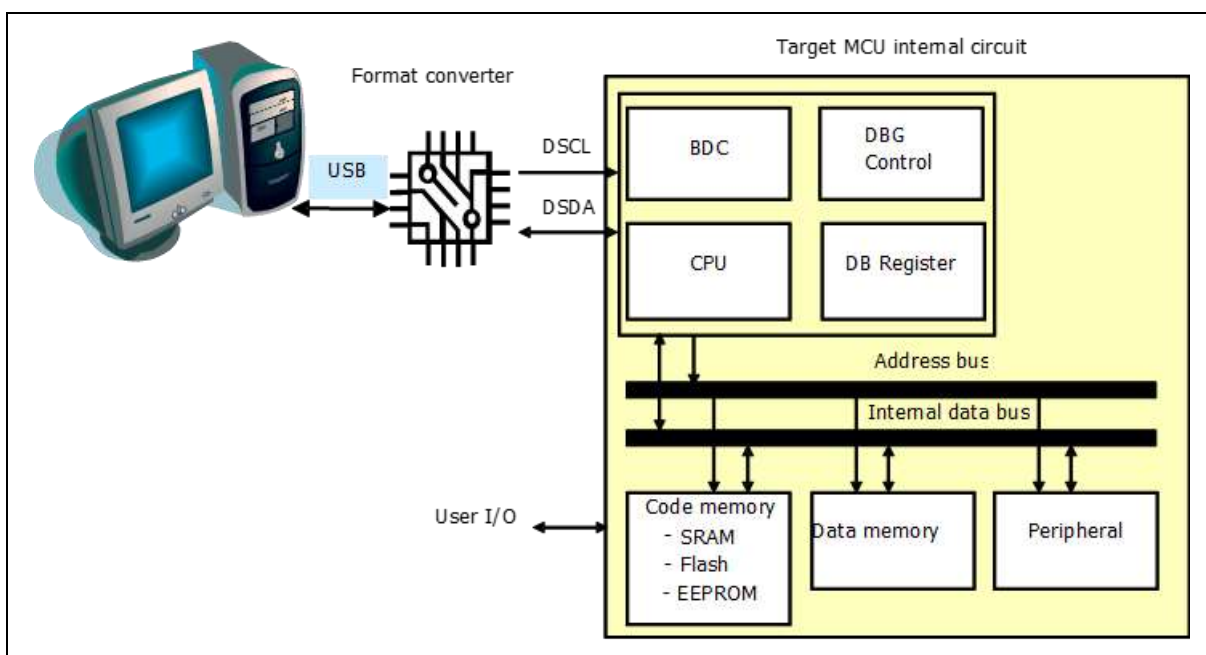 Target MCU internal circuit
Format converter
USB
DSCL
DSDA
BDC
DBG
Control
CPU
DB Register
Address bus
Internal data bus
User I/O
Code memory
- SRAM
- Flash
- EEPROM
Data memory
Peripheral